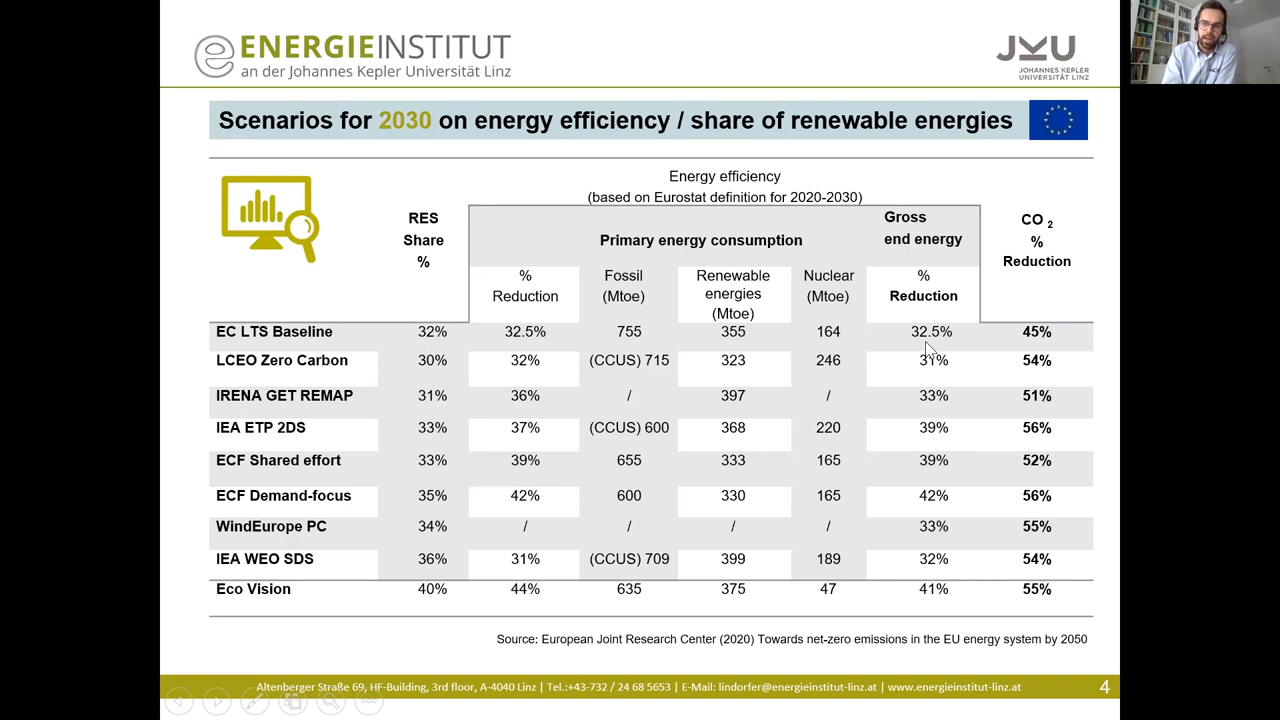 ENERGIEINSTITUT
an der Johannes Kepler Universität Linz
JKU
JOHANNES KEPLER
UNIVERSITÄT LINZ
Scenarios for 2030 on energy efficiency / share of renewable energies
Energy efficiency
(based on Eurostat definition for 2020-2030)
RES
Share
%
Primary energy consumption
Gross
end energy
CO 2
%
Reduction
%
Reduction
Fossil
(Mtoe)
Renewable
energies
(Mtoe)
Nuclear
(Mtoe)
%
Reduction
EC LTS Baseline 32% 32.5% 755 355 164 32.5% 45%
LCEO Zero Carbon 30% 32% (CCUS) 715 323 246 31% 54%
IRENA GET REMAP 31% 36% / 397 / 33% 51%
IEA ETP 2DS 33% 37% (CCUS) 600 368 220 39% 56%
ECF Shared effort 33% 39% 655 333 165 39% 52%
ECF Demand-focus 35% 42% 600 330 165 42% 56%
WindEurope PC 34% / / / / 33% 55%
IEA WEO SDS 36% 31% (CCUS) 709 399 189 32% 54%
Eco Vision 40% 44% 635 375 47 41% 55%
Source: European Joint Research Center (2020) Towards net-zero emissions in the EU energy system by 2050
Altenberger Straße 69, HF-Building, 3rd floor, A-4040 Linz | Tel.:+43-732 / 24 68 5653 | E-Mail: lindorfer@energieinstitut-linz.at | www.energieinstitut-linz.at
4